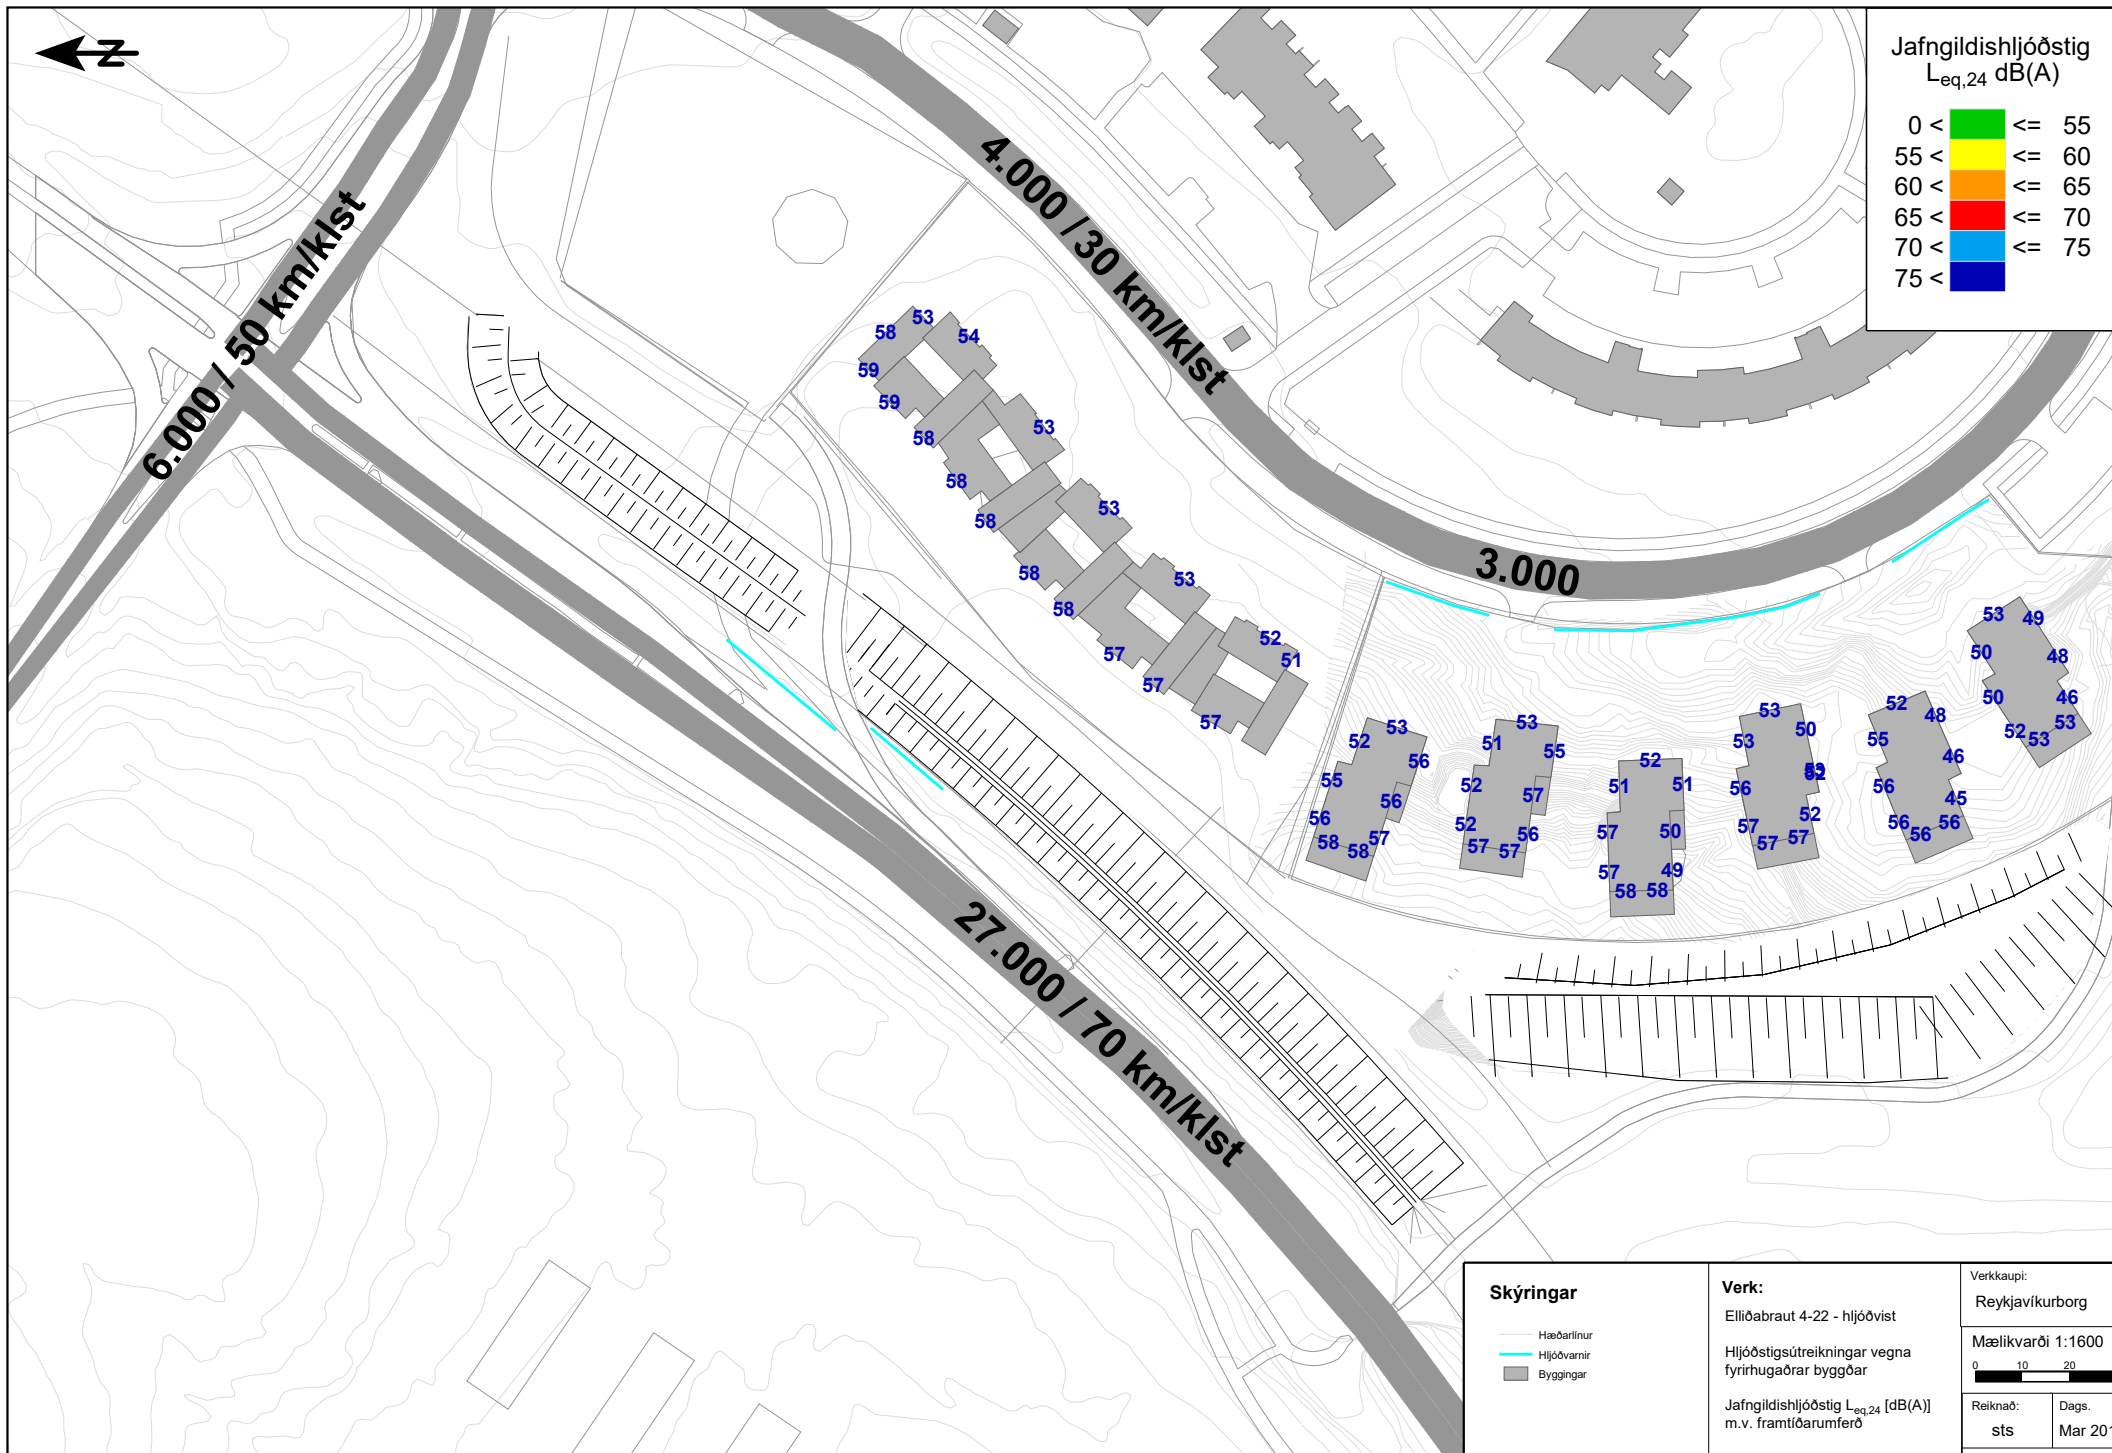 N
Jafngildishljóðstig
Leq,24 dB(A)
0 < <= 55
55 < <= 60
60 < <= 65
65 < <= 70
70 < <= 75
75 <
6.000 / 50 km/klst
4.000 / 30 km/klst
3.000
27.000 / 70 km/klst
58
53
54
59
59
58
53
58
58
53
58
58
53
57
57
52
51
57
53
52
56
55
56
56
57
58
58
53
51
55
52
57
52
56
57
57
52
51
51
57
50
57
49
58
58
53
50
53
53
52
56
52
57
57
57
52
48
55
46
56
45
56
56
56
53
49
50
48
50
46
52
53
53
Skýringar
Hæðarlínur
Hljóðvarnir
Byggingar
Verk:
Elliðabraut 4-22 - hljóðvist
Hljóðstigsútreikningar vegna
fyrirhugaðrar byggðar
Jafngildishljóðstig Leq,24 [dB(A)]
m.v. framtíðarumferð
Verkkaupi:
Reykjavíkurborg
Mælikvarði 1:1600
0 10 20
Reiknað:
sts
Dags.
Mar 201